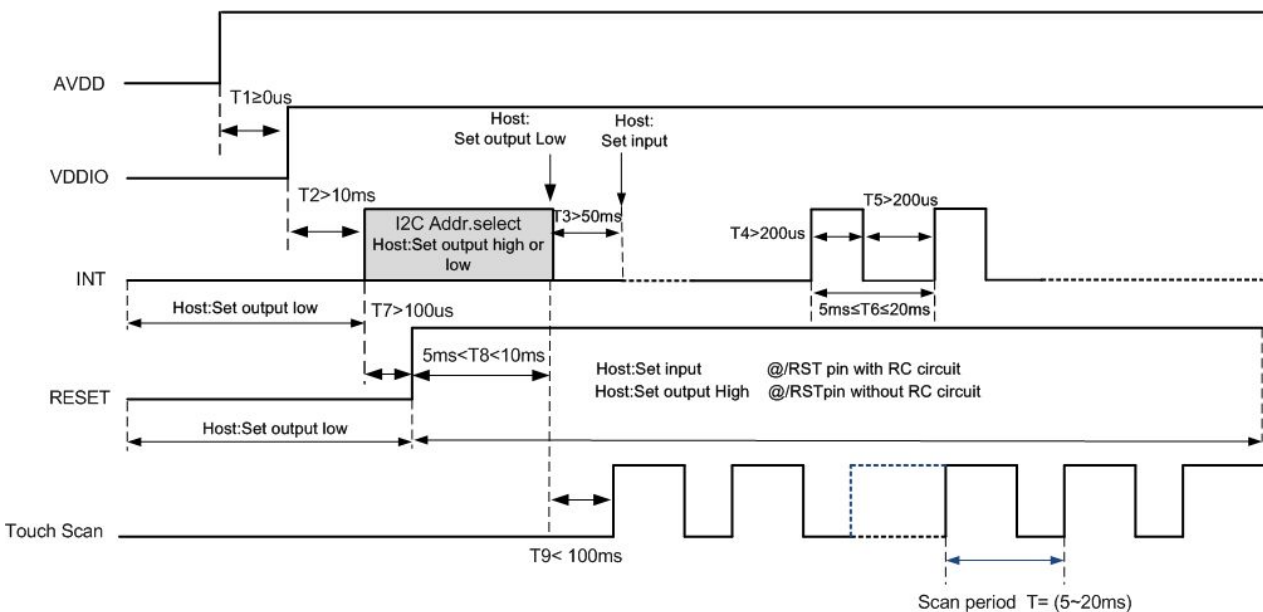 AVDD
T1≥0us
Host:
Set output Low
Host:
Set input
VDDIO
T2>10ms
I2C Addr.select
Host:Set output high or
low
T3>50ms
T5>200us
T4>200us
INT
Host:Set output low
T7>100us
5ms≤T6≤20ms
5ms<T8<10ms
Host:Set input @/RST pin with RC circuit
Host:Set output High @/RSTpin without RC circuit
RESET
Host:Set output low
Touch Scan
T9< 100ms
Scan period T= (5~20ms)